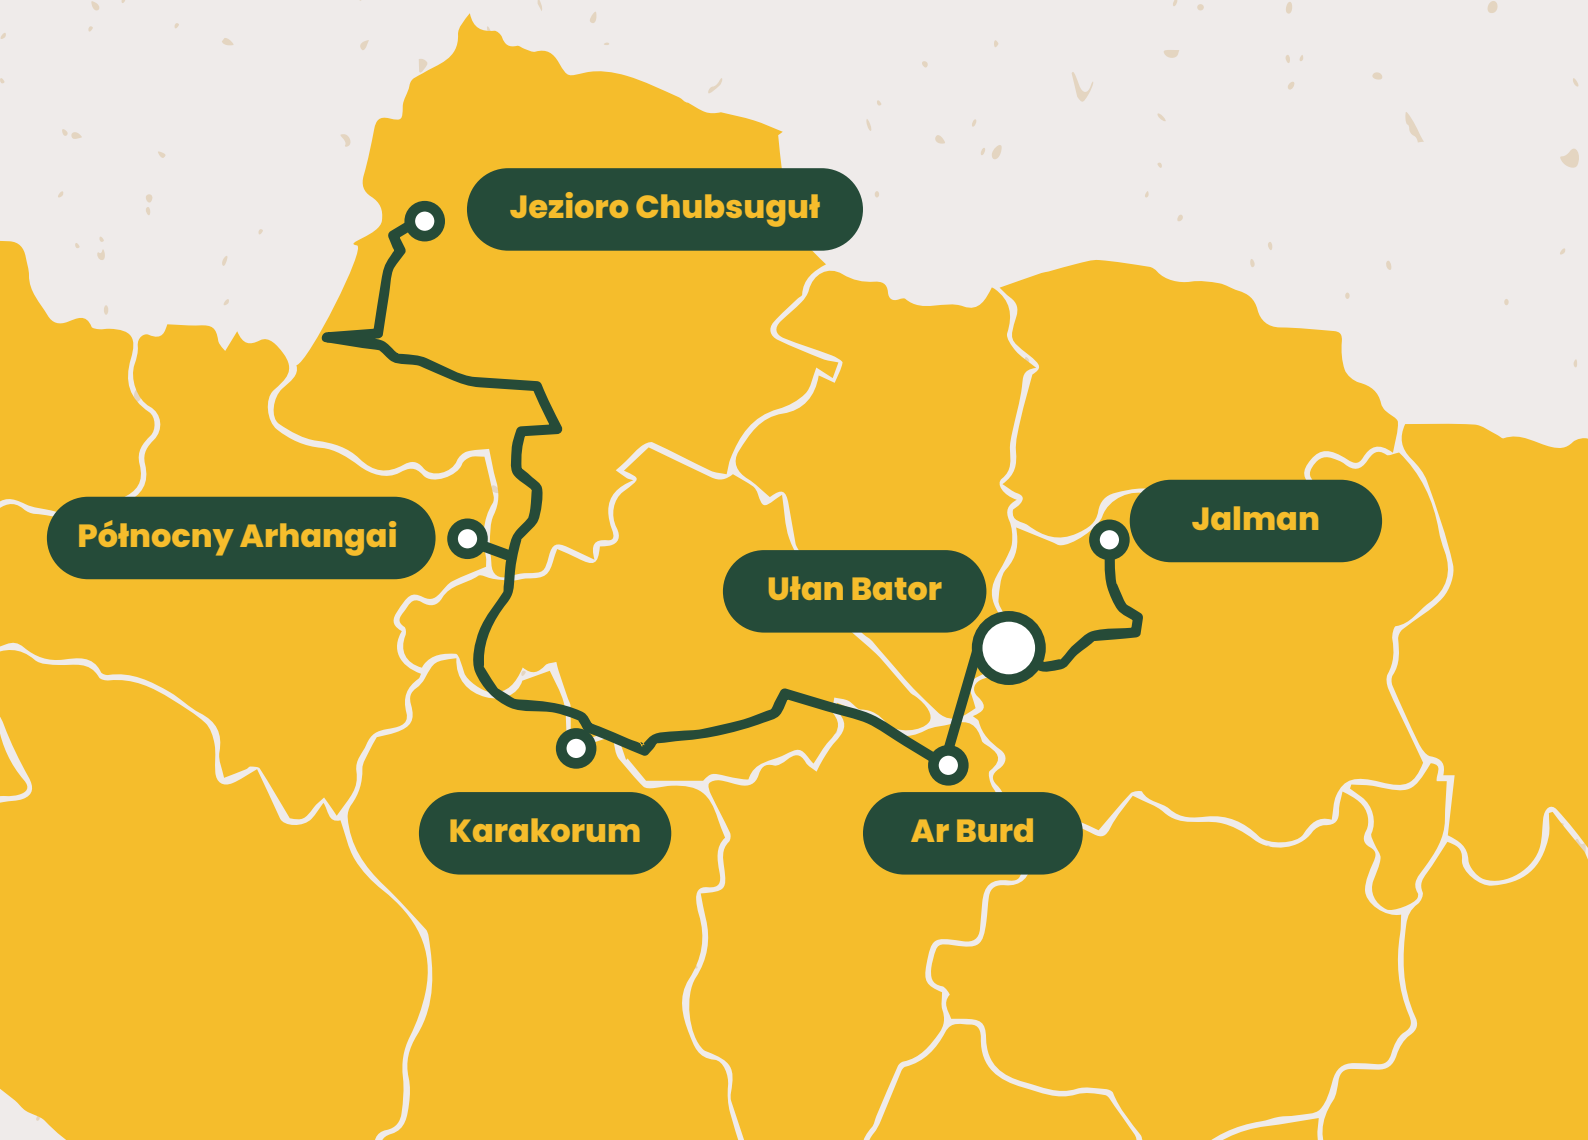 Jezioro Chubsuguł
Jalman
Północny Arhangai
Ułan Bator
Karakorum
Ar Burd